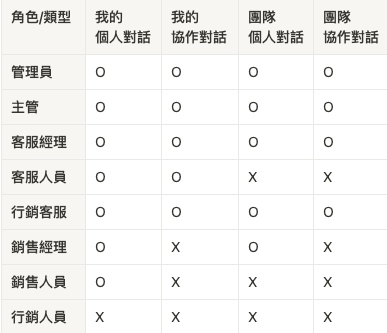 角色/類型 我的個人對話 我的協作對話 團隊個人對話 團隊協作對話
管理員 O O O O
主管 O O O O
客服經理 O O O O
客服人員 O O X X
行銷客服 O O O O
銷售經理 O X O X
銷售人員 O X X X
行銷人員 X X X X